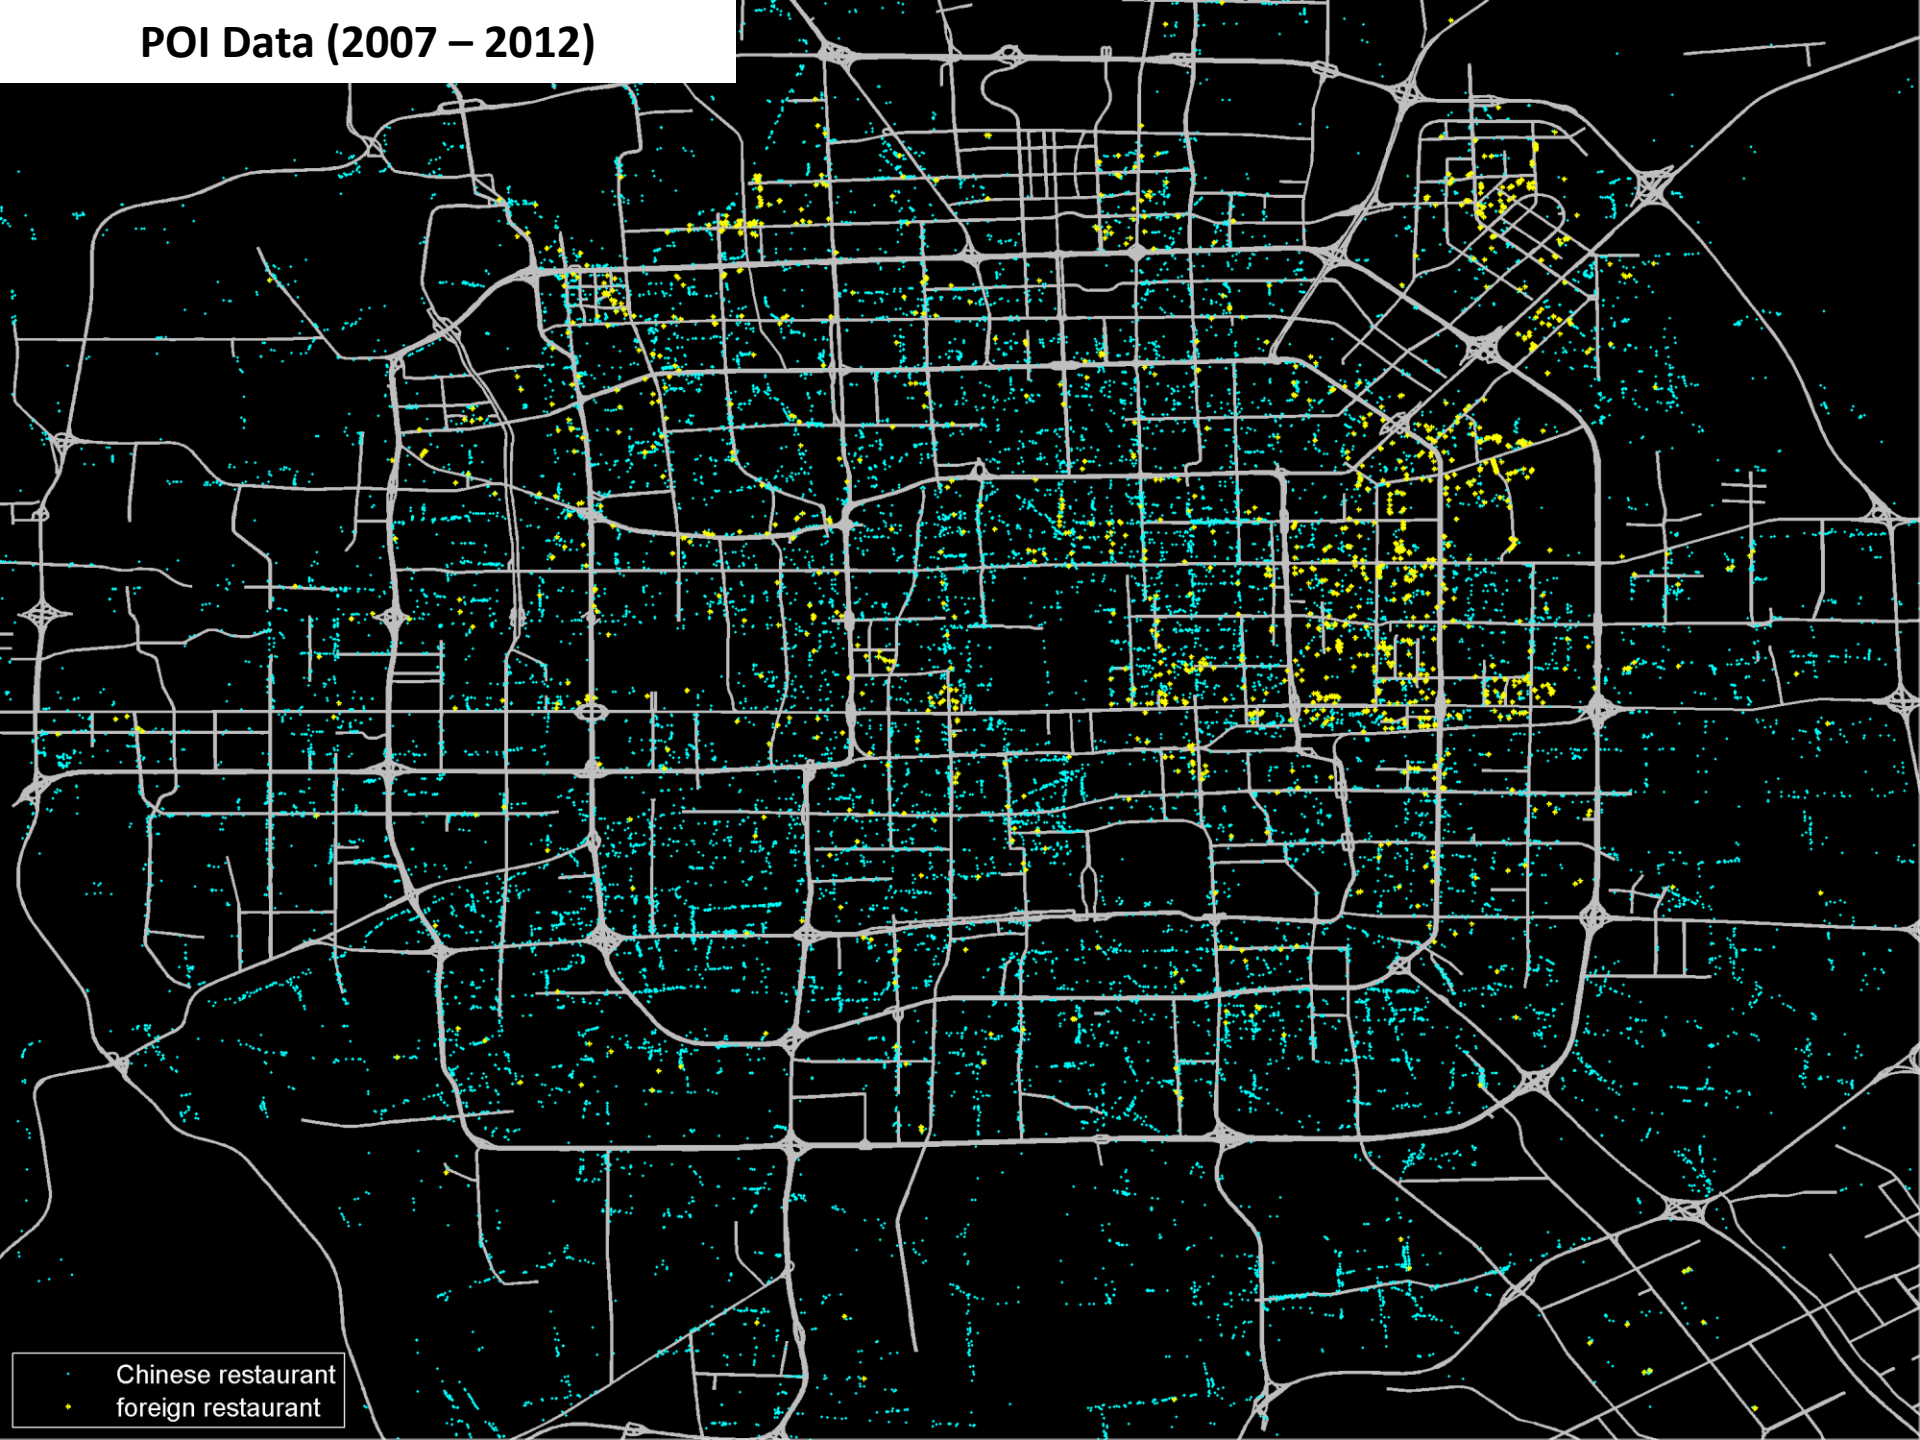 POI Data (2007 – 2012)
Chinese restaurant
foreign restaurant